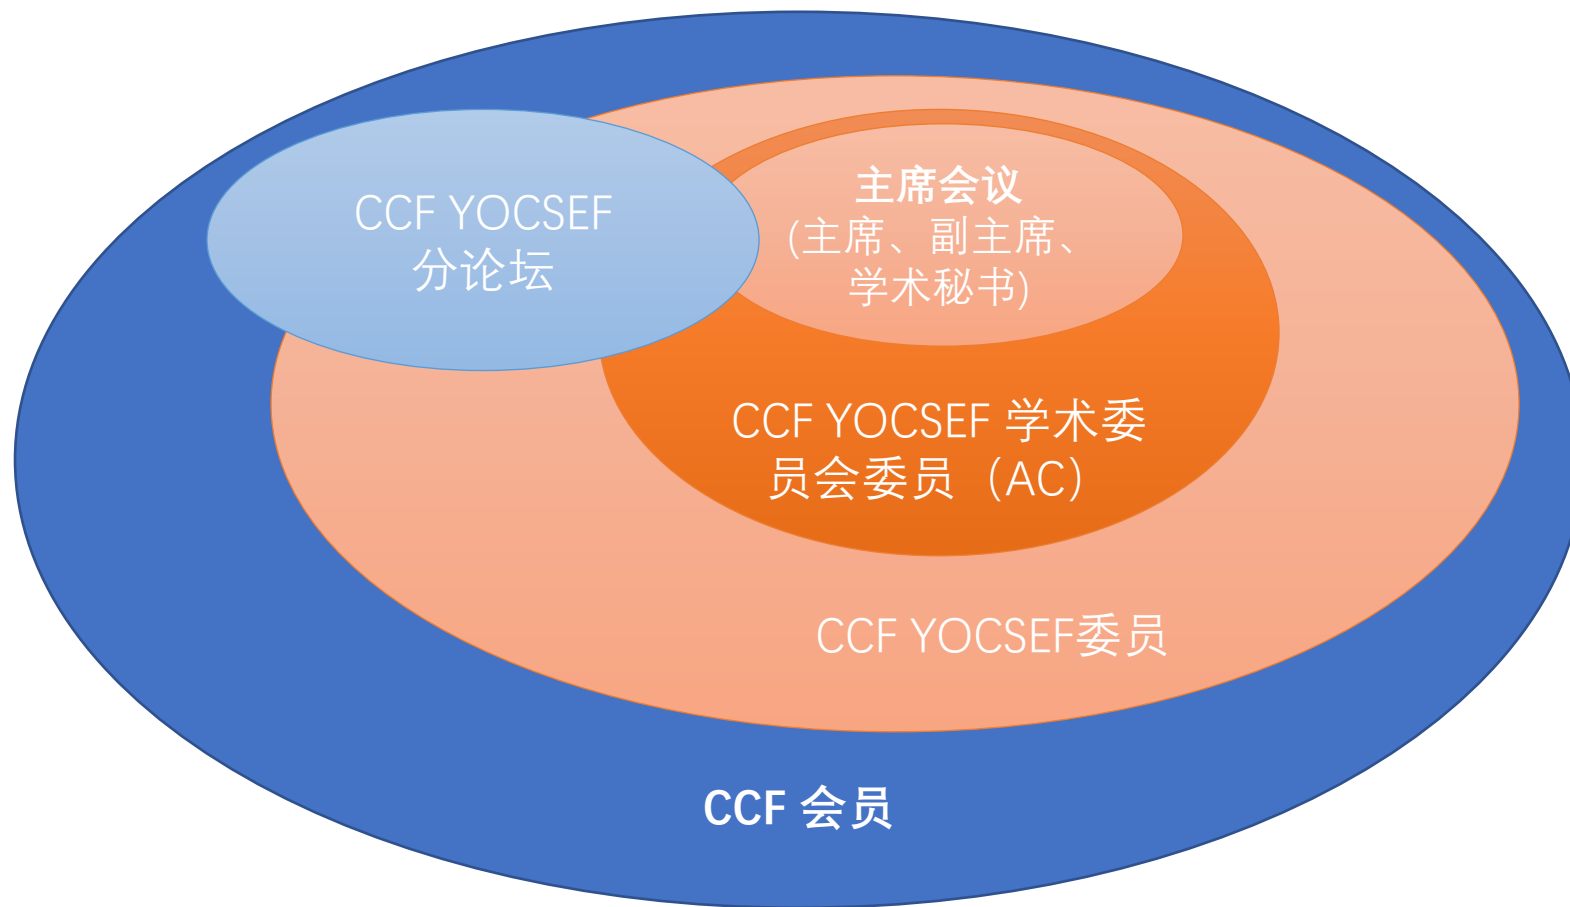 CCF YOCSEF
分论坛
主席会议
(主席、副主席、
学术秘书)
CCF YOCSEF 学术委
员会委员（AC）
CCF YOCSEF委员
CCF 会员